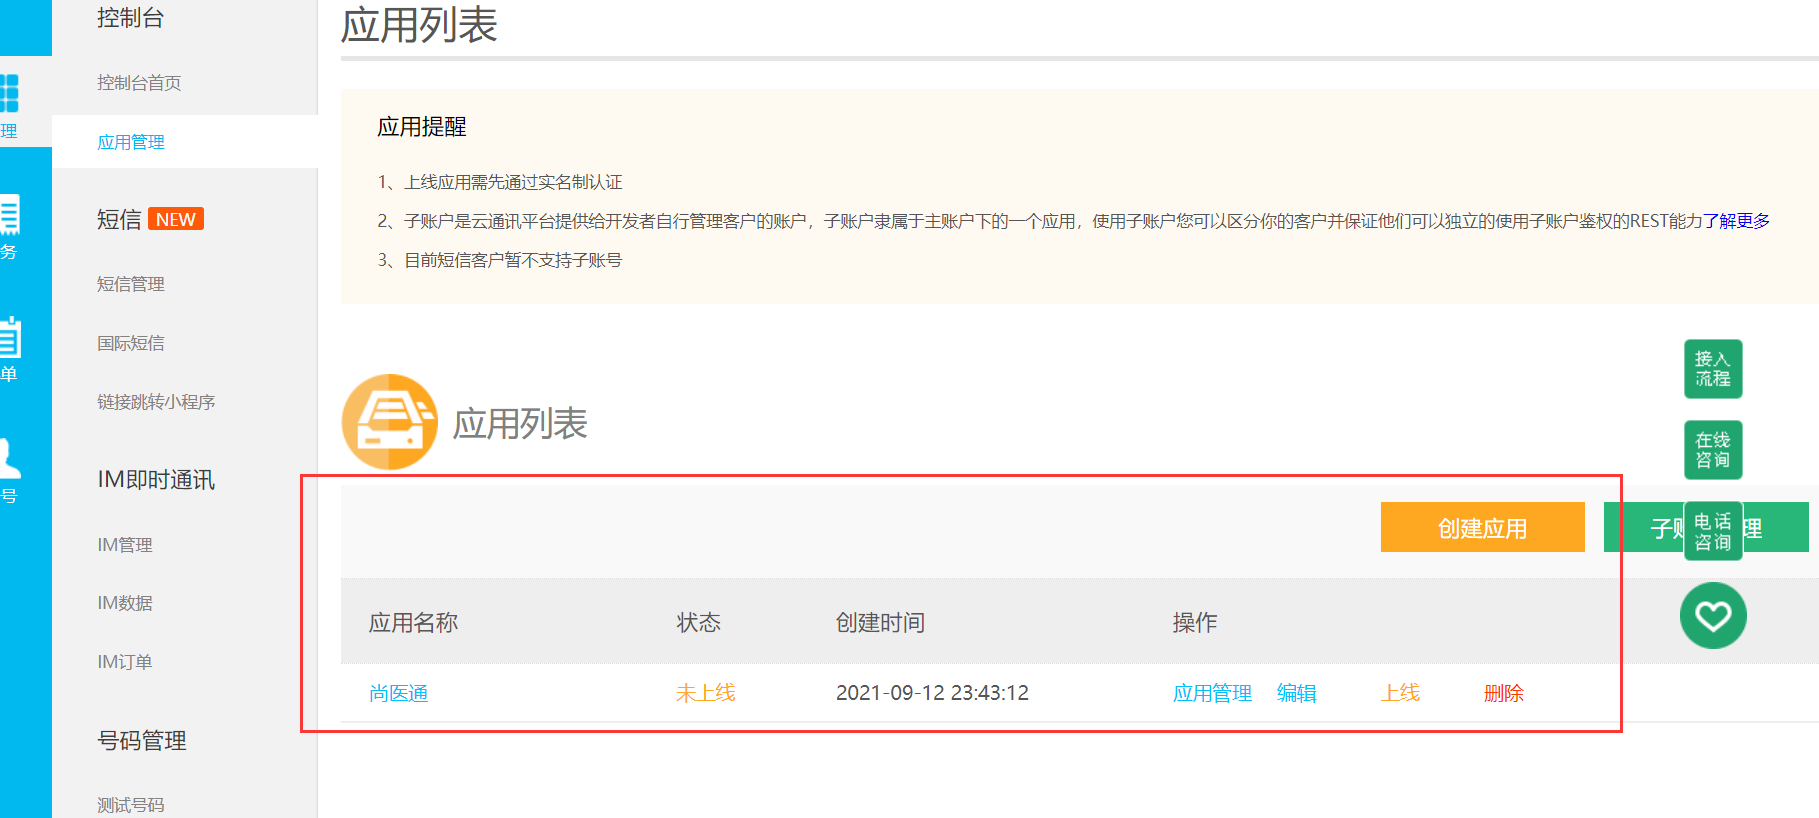 理
务
单
号
控制台
控制台首页
应用管理
短信 NEW
短信管理
国际短信
链接跳转小程序
IM即时通讯
IM管理
IM数据
IM订单
号码管理
测试号码
应用列表
应用提醒
1、上线应用需先通过实名制认证
2、子账户是云通讯平台提供给开发者自行管理客户的账户，子账户隶属于主账户下的一个应用，使用子账户您可以区分你的客户并保证他们可以独立的使用子账户鉴权的REST能力了解更多
3、目前短信客户暂不支持子账号
应用列表
创建应用
子账 理
应用名称 状态 创建时间 操作
尚医通 未上线 2021-09-12 23:43:12 应用管理 编辑 上线 删除
接入
流程
在线
咨询
电话
咨询